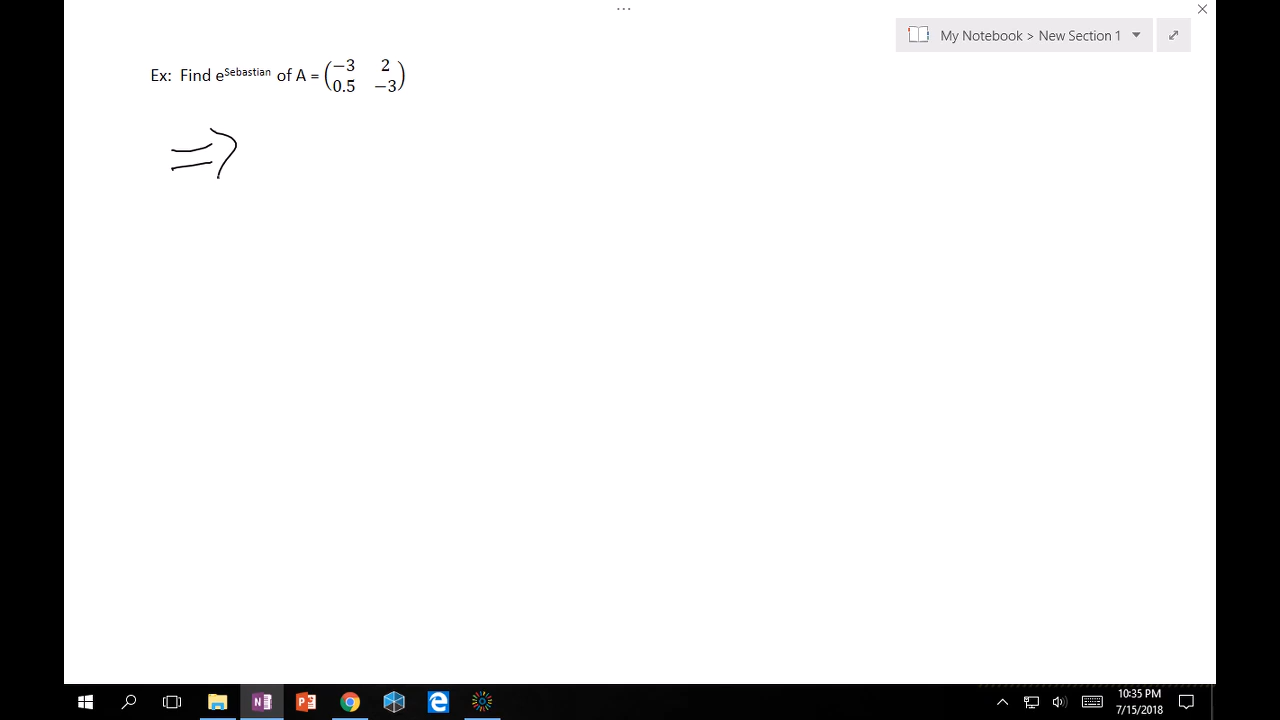 ...
My Notebook > New Section 1
Ex: Find e^Sebastian of A = (−3 2
0.5 −3)
⇒
10:35 PM
7/15/2018